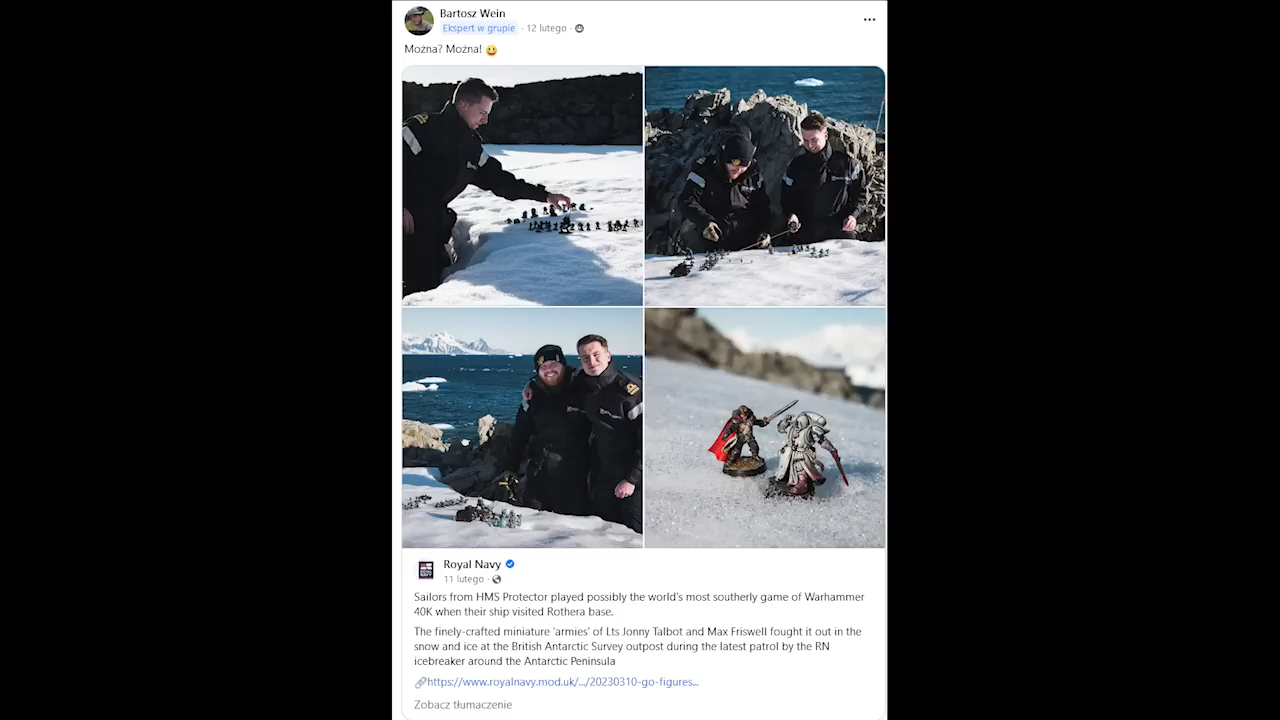 Bartosz Wein
Ekspert w grupie · 12 lutego ·
Można? Można! 😃
Royal Navy
11 lutego ·
Sailors from HMS Protector played possibly the world's most southerly game of Warhammer
40K when their ship visited Rothera base.
The finely-crafted miniature 'armies' of Lts Jonny Talbot and Max Friswell fought it out in the
snow and ice at the British Antarctic Survey outpost during the latest patrol by the RN
icebreaker around the Antarctic Peninsula
🔗https://www.royalnavy.mod.uk/.../20230310-go-figures...
Zobacz tłumaczenie